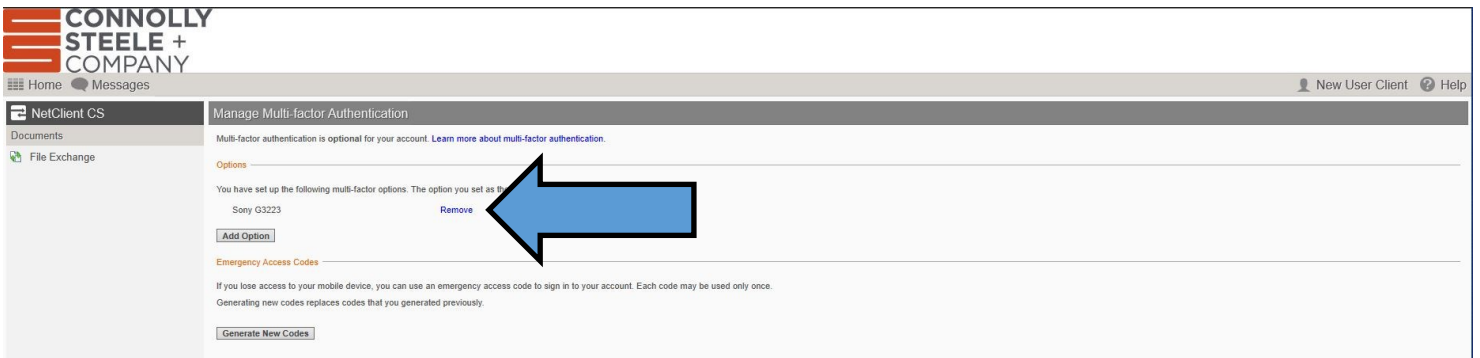 CONNOLLY
STEELE +
COMPANY
Home Messages New User Client Help
NetClient CS
Documents
File Exchange
Manage Multi-factor Authentication
Multi-factor authentication is optional for your account. Learn more about multi-factor authentication.
Options
You have set up the following multi-factor options. The option you set as
Sony G3223 Remove
Add Option
Emergency Access Codes
If you lose access to your mobile device, you can use an emergency access code to sign in to your account. Each code may be used only once.
Generating new codes replaces codes that you generated previously.
Generate New Codes